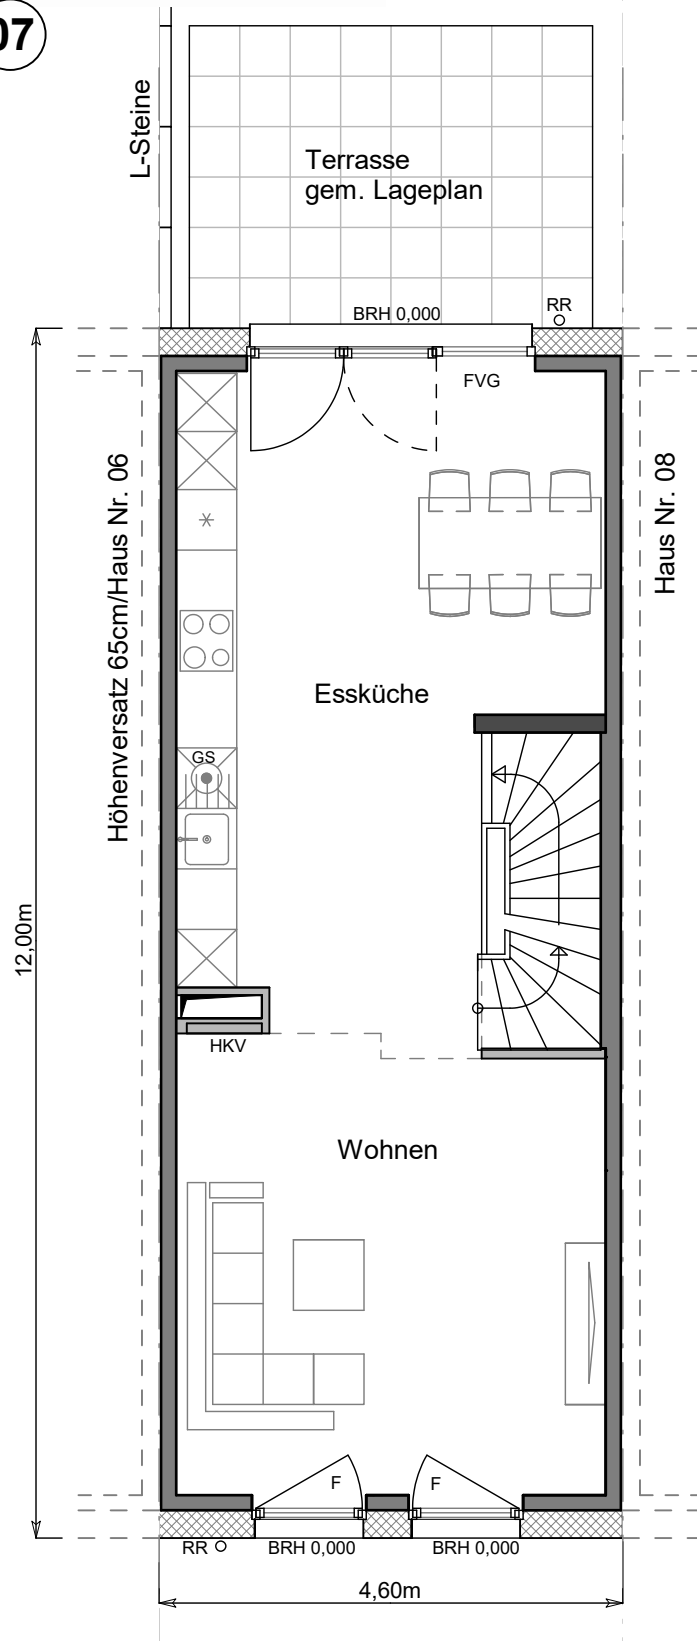 07
L-Steine
Terrasse
gem. Lageplan
BRH 0,000
RR
FVG
Höhenversatz 65cm/Haus Nr. 06
Haus Nr. 08
Essküche
GS
12,00m
HKV
Wohnen
F
F
RR
BRH 0,000
BRH 0,000
4,60m